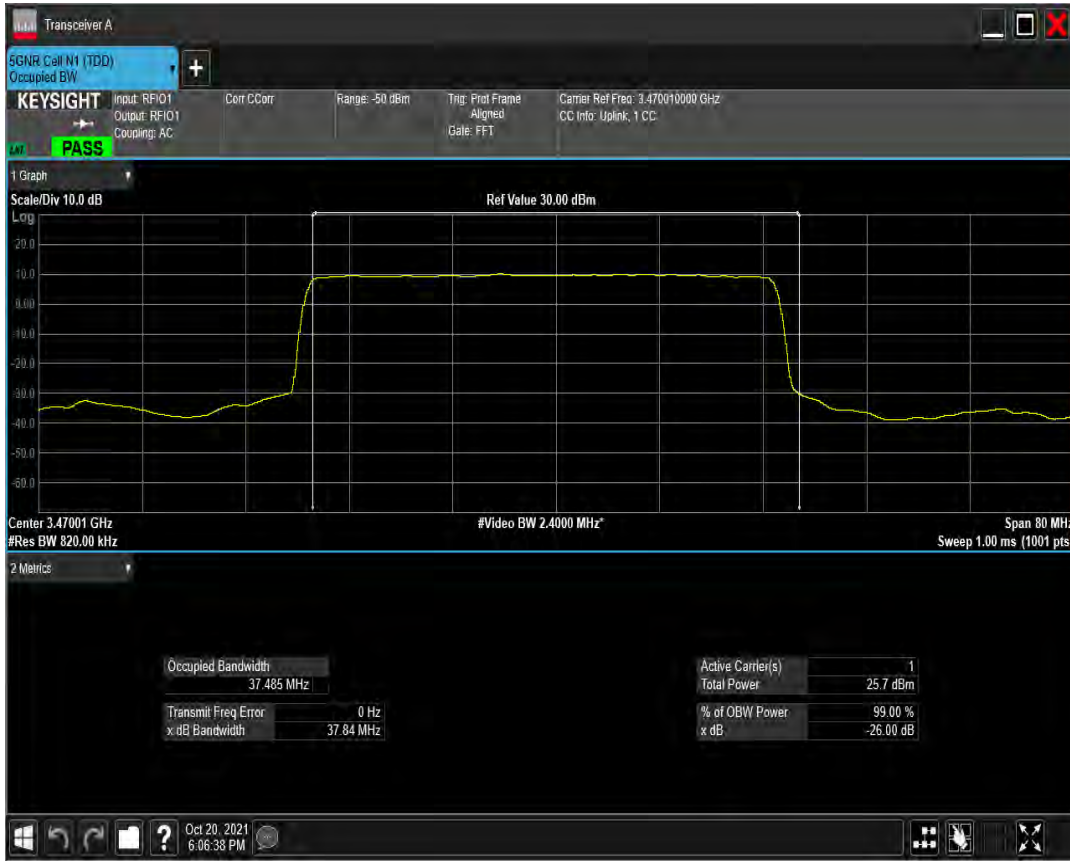 Transceiver A
5GNR Cell N1 (TDD)
Occupied BW
+
KEYSIGHT
PASS
Input: RFIO1
Output: RFIO1
Coupling: AC
Corr CCorr
Range: -50 dBm
Trig: Prot Frame
Aligned
Gate: FFT
Carrier Ref Freq: 3.470010000 GHz
CC Info: Uplink, 1 CC
1 Graph
Scale/Div 10.0 dB
Ref Value 30.00 dBm
Log
20.0
10.0
0.00
-10.0
-20.0
-30.0
-40.0
-50.0
-60.0
Center 3.47001 GHz
#Video BW 2.4000 MHz*
Span 80 MHz
#Res BW 820.00 kHz
Sweep 1.00 ms (1001 pts
2 Metrics
Occupied Bandwidth
37.485 MHz
Transmit Freq Error 0 Hz
x dB Bandwidth 37.84 MHz
Active Carrier(s) 1
Total Power 25.7 dBm
% of OBW Power 99.00 %
x dB -26.00 dB
?
Oct 20, 2021
6:06:38 PM